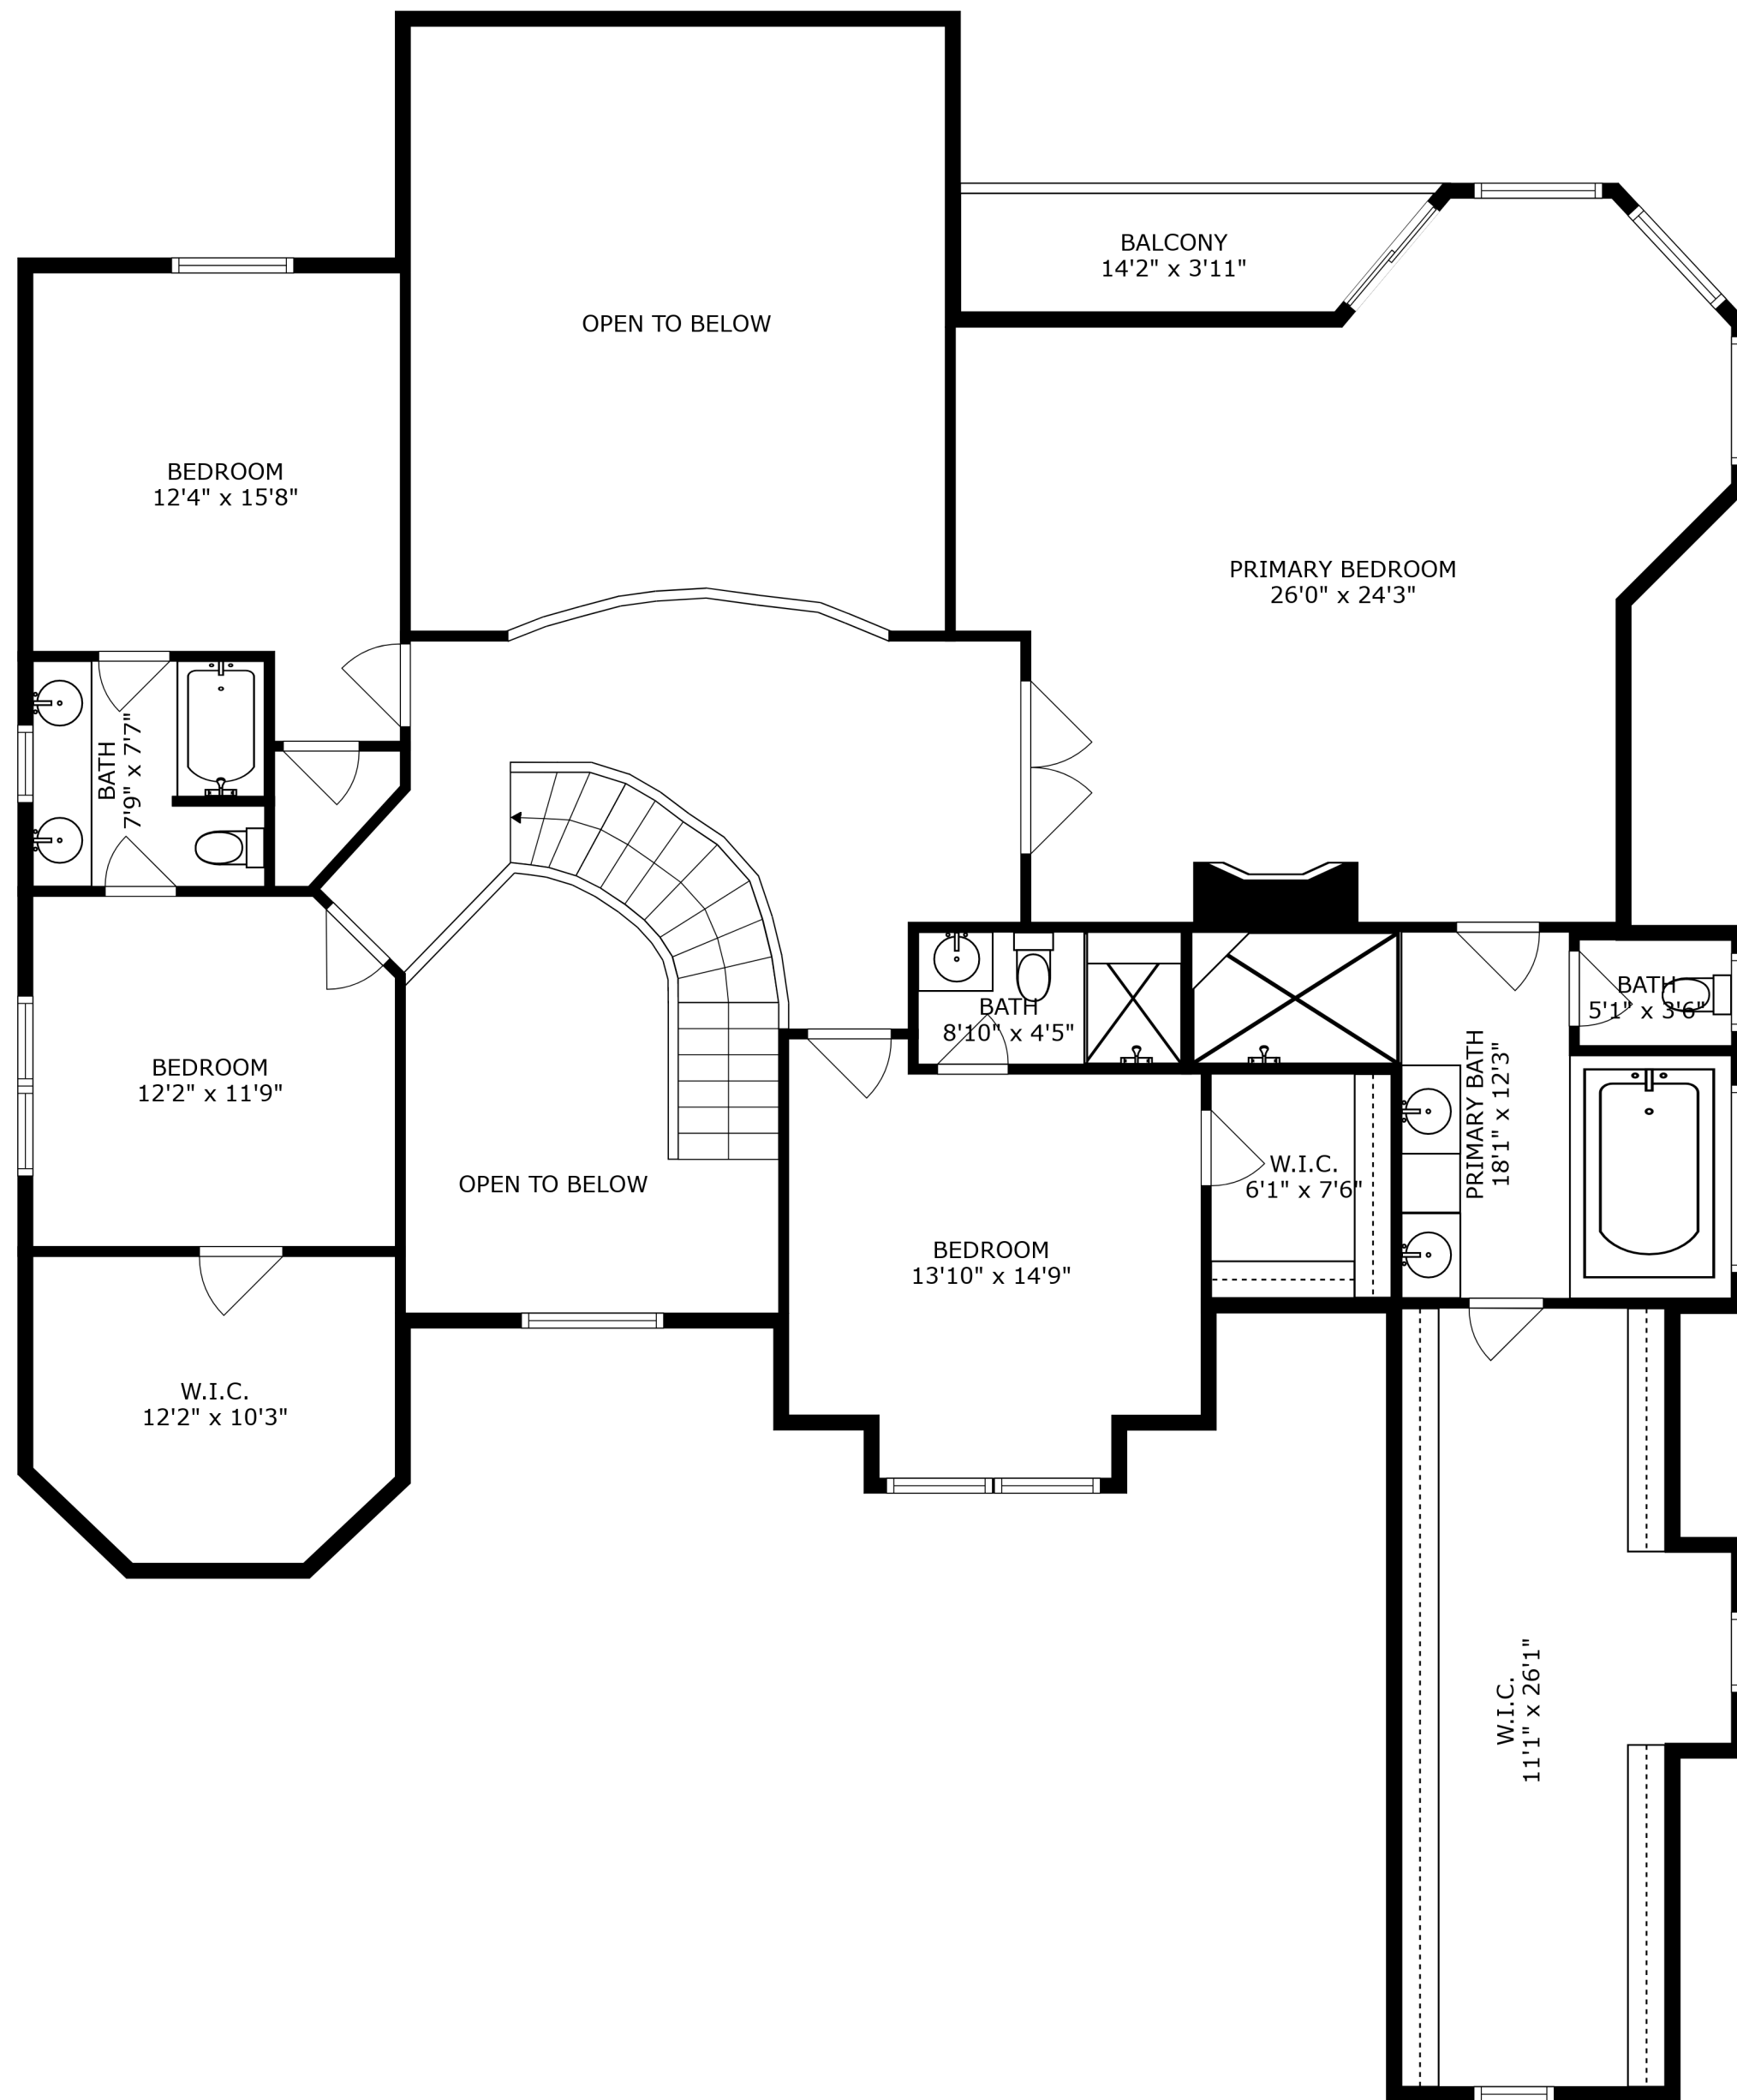 BALCONY
14'2" x 3'11"
OPEN TO BELOW
BEDROOM
12'4" x 15'8"
PRIMARY BEDROOM
26'0" x 24'3"
BATH
7'9" x 7'7"
BATH
5'1" x 3'6"
BATH
8'10" x 4'5"
BEDROOM
12'2" x 11'9"
PRIMARY BATH
18'1" x 12'3"
W.I.C.
6'1" x 7'6"
OPEN TO BELOW
BEDROOM
13'10" x 14'9"
W.I.C.
12'2" x 10'3"
W.I.C.
11'1" x 26'1"